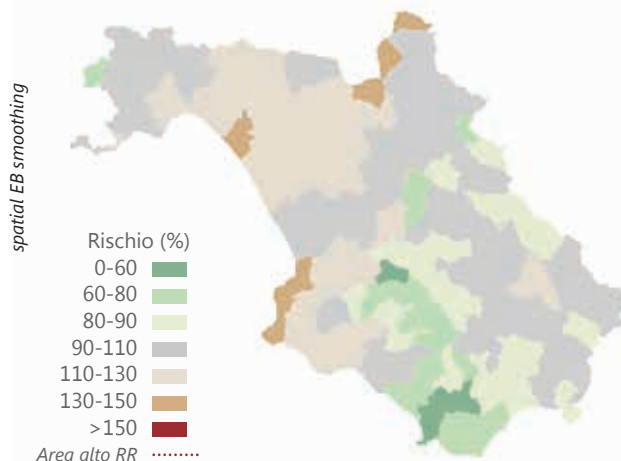 spatial EB smoothing
Rischio (%)
0-60
60-80
80-90
90-110
110-130
130-150
>150
Area alto RR